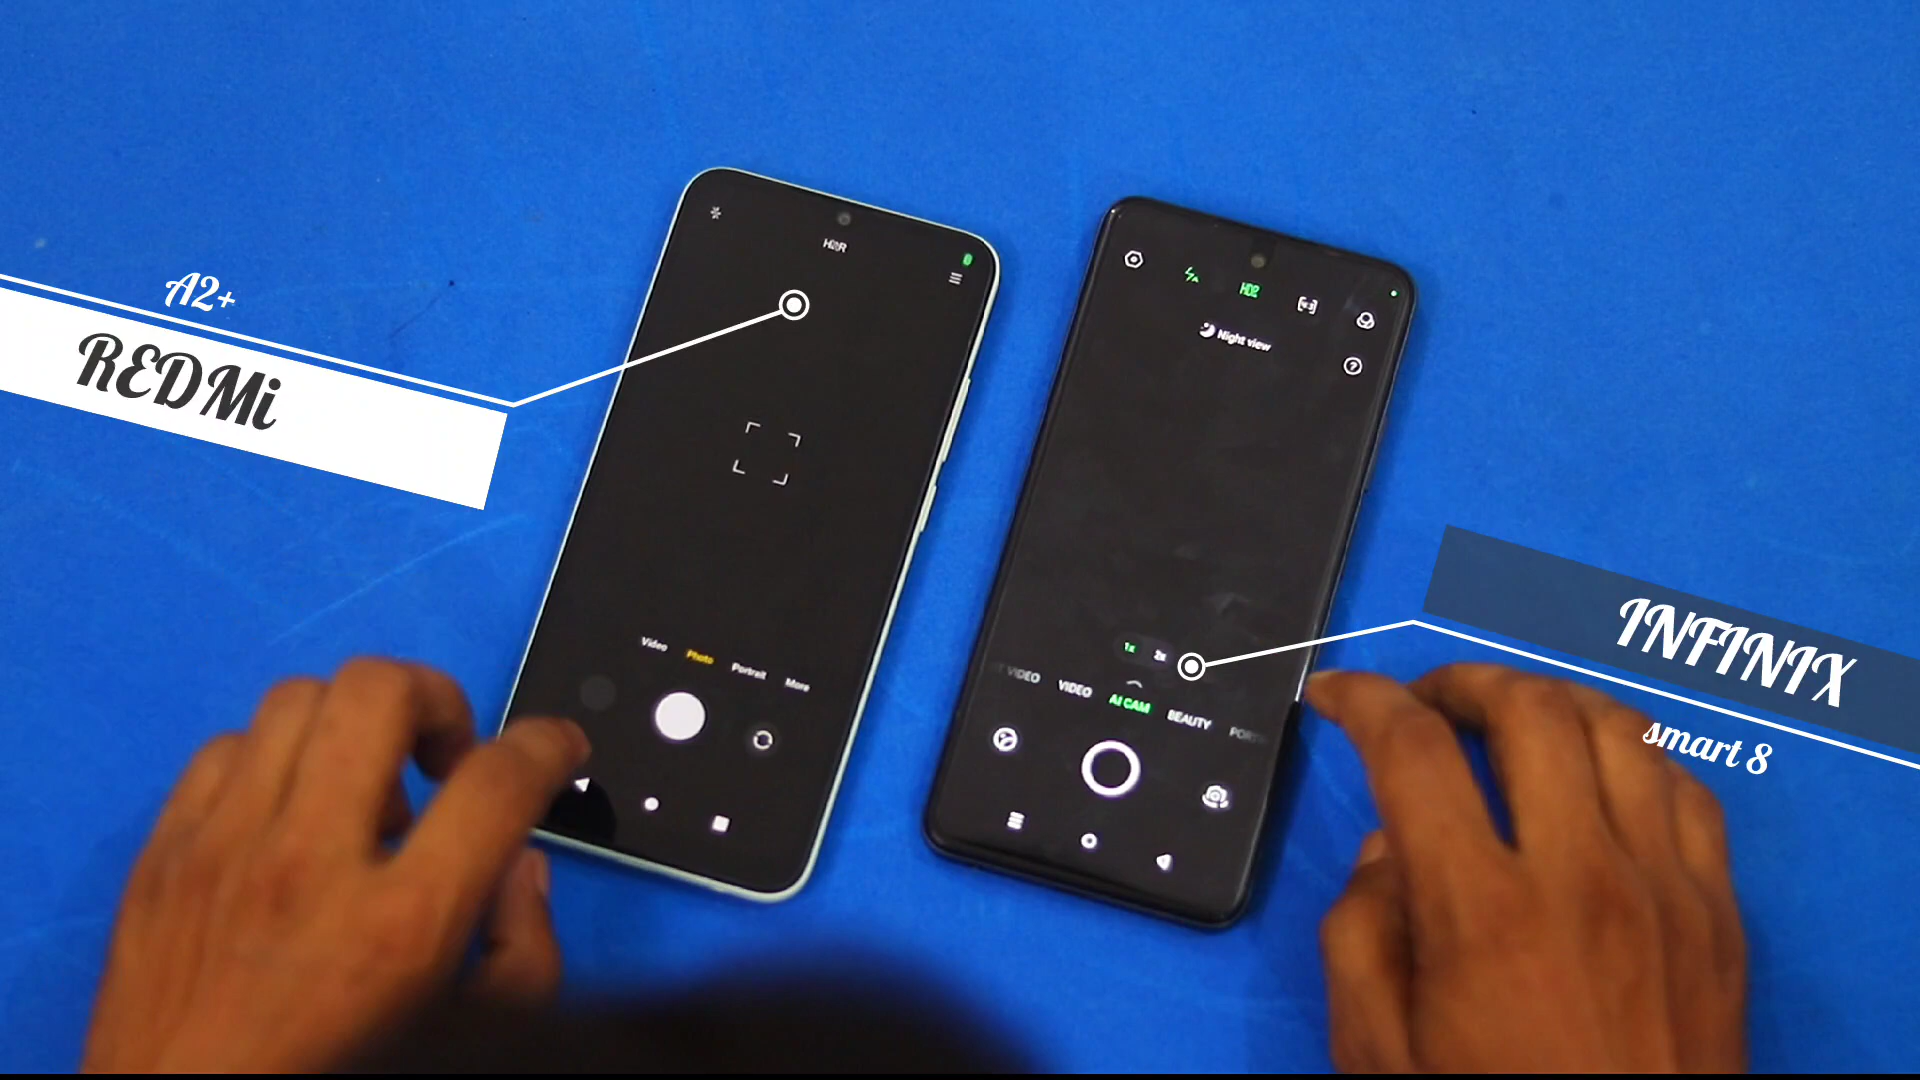 A2+
REDMi
HDR
Video Photo Portrait More
HDR
Night view
1x 2x
VIDEO VIDEO AI CAM BEAUTY
INFINIX
smart 8